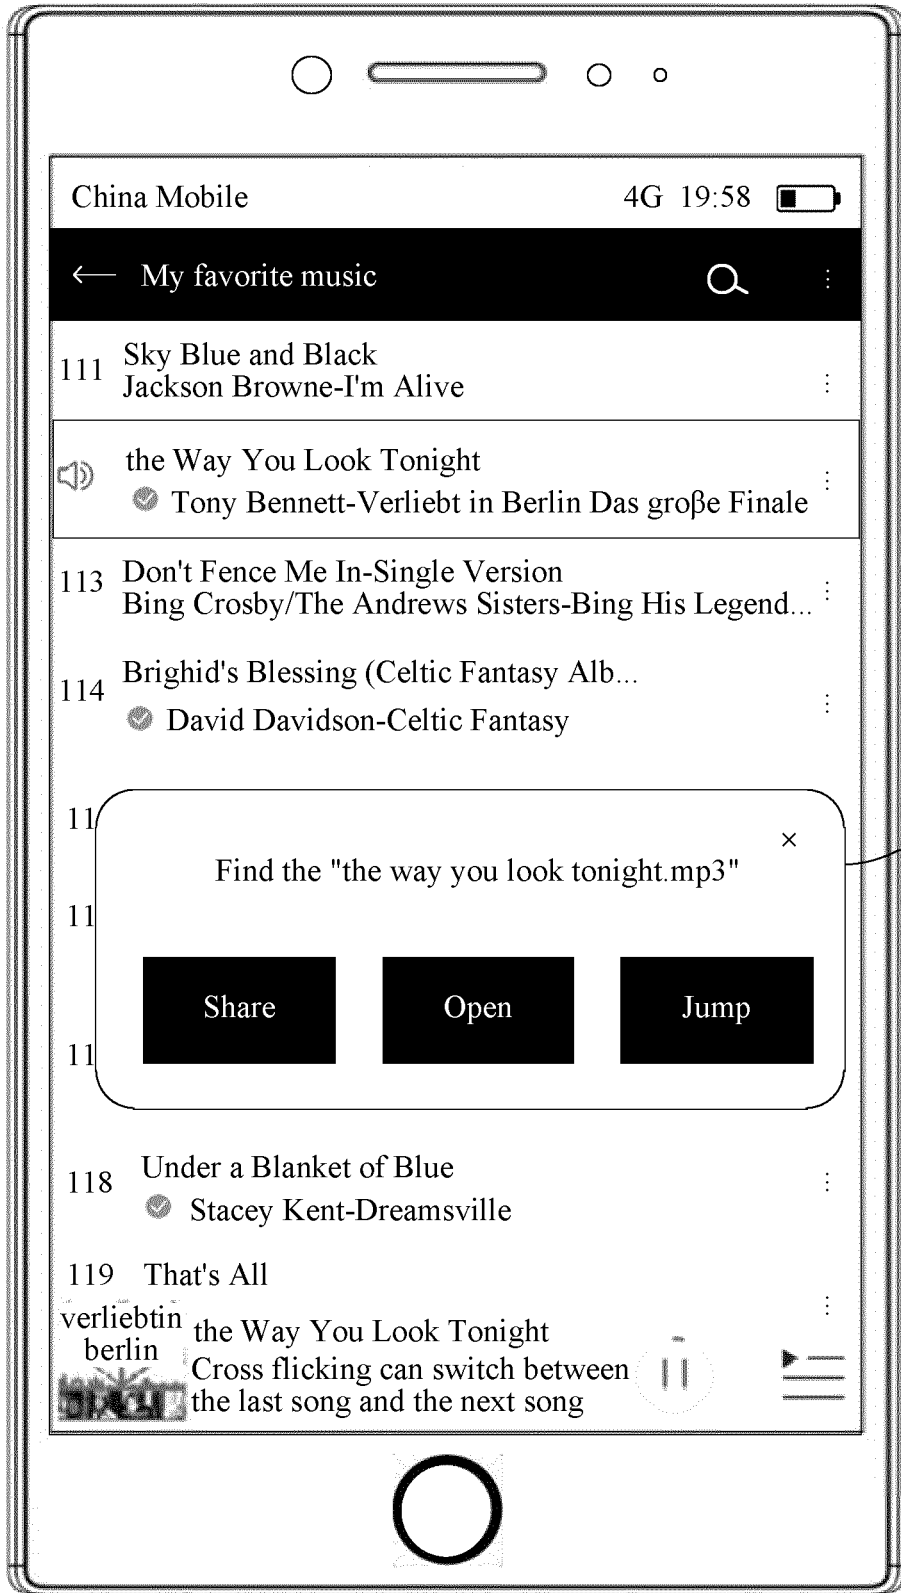 China Mobile 4G 19:58
My favorite music
111 Sky Blue and Black
Jackson Browne-I'm Alive
the Way You Look Tonight
Tony Bennett-Verliebt in Berlin Das groβe Finale
113 Don't Fence Me In-Single Version
Bing Crosby/The Andrews Sisters-Bing His Legend...
114 Brighid's Blessing (Celtic Fantasy Alb...
David Davidson-Celtic Fantasy
11
×
Find the "the way you look tonight.mp3"
11
Share Open Jump
11
118 Under a Blanket of Blue
Stacey Kent-Dreamsville
119 That's All
verliebtin
berlin
the Way You Look Tonight
Cross flicking can switch between
the last song and the next song